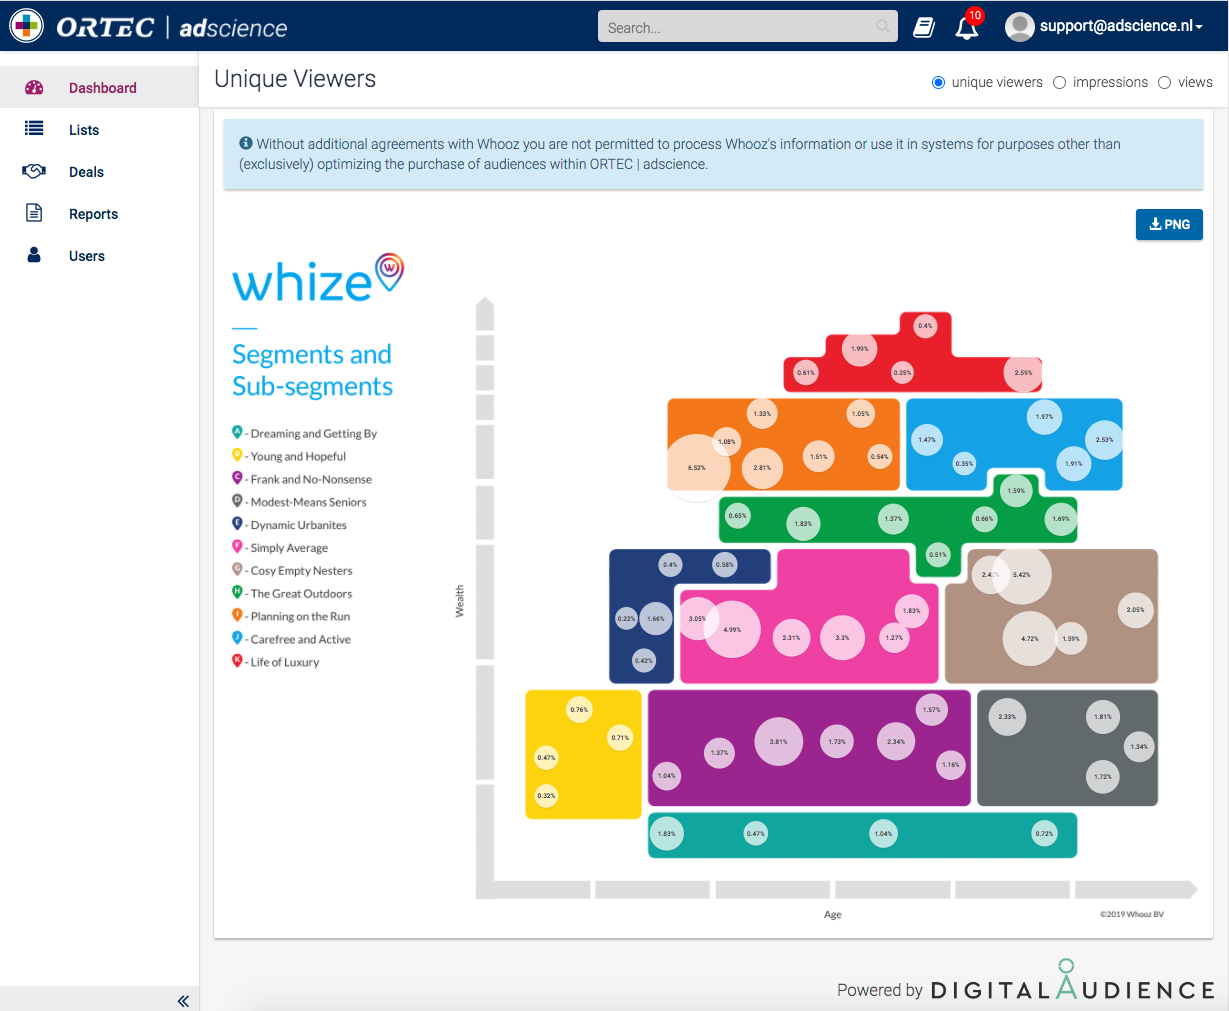 ORTEC | adscience
Search...
10
support@adscience.nl
Dashboard
Lists
Deals
Reports
Users
Unique Viewers
unique viewers impressions views
Without additional agreements with Whooz you are not permitted to process Whooz's information or use it in systems for purposes other than
(exclusively) optimizing the purchase of audiences within ORTEC | adscience.
PNG
whize W
Segments and
Sub-segments
A - Dreaming and Getting By
B - Young and Hopeful
C - Frank and No-Nonsense
D - Modest-Means Seniors
E - Dynamic Urbanites
F - Simply Average
G - Cosy Empty Nesters
H - The Great Outdoors
I - Planning on the Run
J - Carefree and Active
K - Life of Luxury
Wealth
0.4%
1.99%
0.61% 0.25% 2.59%
1.33% 1.05%
1.08%
6.52% 2.81% 1.51% 0.54%
1.97%
1.47% 2.53%
0.35% 1.91%
1.59%
0.65% 1.83% 1.37% 0.66% 1.69%
0.51%
0.4% 0.58%
0.22% 1.66%
0.42%
3.05% 4.99% 2.31% 3.3% 1.27% 1.83%
5.42%
2.05%
4.72% 1.59%
0.76%
0.71%
0.47%
0.32%
1.57%
1.37% 3.81% 1.73% 2.34%
1.04% 1.16%
2.33% 1.81%
1.34%
1.72%
1.83% 0.47% 1.04% 0.72%
Age
©2019 Whooz BV
Powered by DIGITAL AUDIENCE